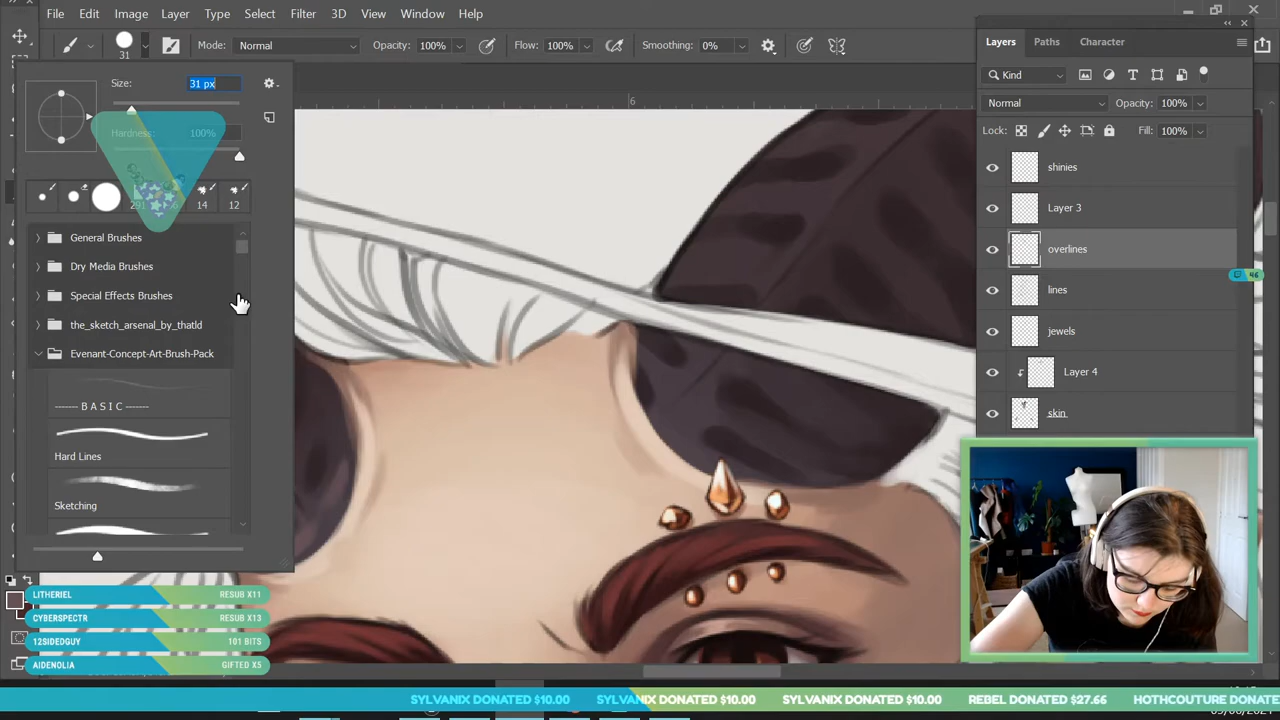 File Edit Image Layer Type Select Filter 3D View Window Help
31 Mode: Normal Opacity: 100% Flow: 100% Smoothing: 0%
Size: 31 px
Hardness: 100%
14 12
General Brushes
Dry Media Brushes
Special Effects Brushes
the_sketch_arsenal_by_thatld
Evenant-Concept-Art-Brush-Pack
------- B A S I C -------
Hard Lines
Sketching
6
Layers Paths Character
Kind
Normal Opacity: 100%
Lock: Fill: 100%
shinies
Layer 3
overlines
46
lines
jewels
Layer 4
skin
LITHERIEL RESUB X11
CYBERSPECTR RESUB X13
12SIDEDGUY 101 BITS
AIDENOLIA GIFTED X5
SYLVANIX DONATED $10.00 SYLVANIX DONATED $10.00 SYLVANIX DONATED $10.00 REBEL DONATED $27.66 HOTHCOUTURE DONATE